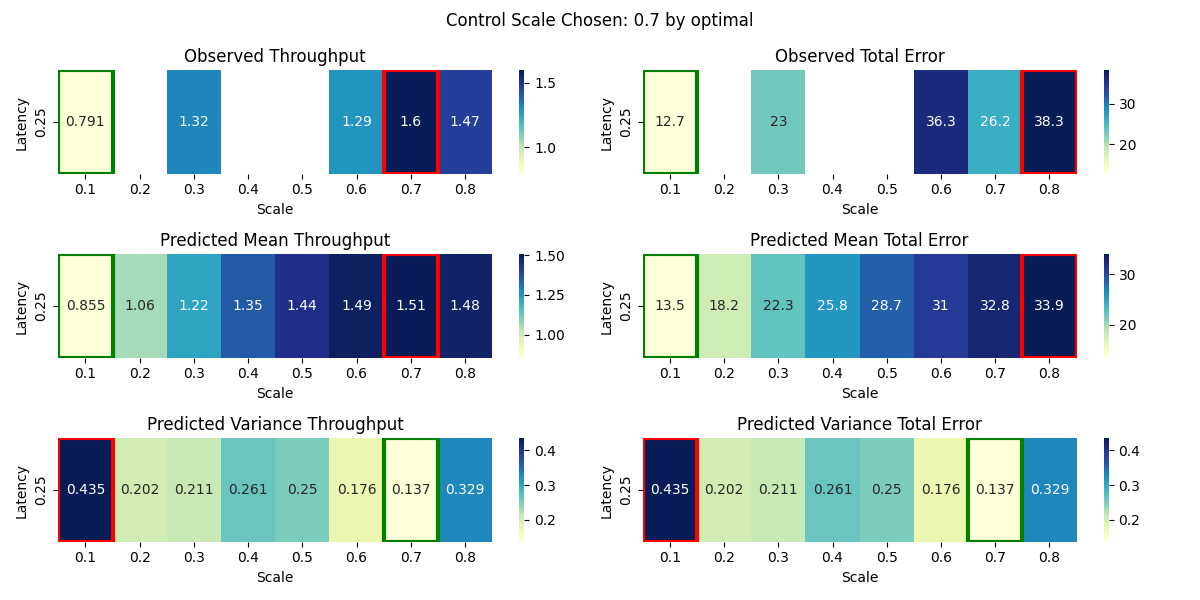 Control Scale Chosen: 0.7 by optimal
Observed Throughput
Latency
0.25
0.791 1.32 1.29 1.6 1.47
0.1 0.2 0.3 0.4 0.5 0.6 0.7 0.8
Scale
1.5
1.0
Observed Total Error
Latency
0.25
12.7 23 36.3 26.2 38.3
0.1 0.2 0.3 0.4 0.5 0.6 0.7 0.8
Scale
30
20
Predicted Mean Throughput
Latency
0.25
0.855 1.06 1.22 1.35 1.44 1.49 1.51 1.48
0.1 0.2 0.3 0.4 0.5 0.6 0.7 0.8
Scale
1.50
1.25
1.00
Predicted Mean Total Error
Latency
0.25
13.5 18.2 22.3 25.8 28.7 31 32.8 33.9
0.1 0.2 0.3 0.4 0.5 0.6 0.7 0.8
Scale
30
20
Predicted Variance Throughput
Latency
0.25
0.435 0.202 0.211 0.261 0.25 0.176 0.137 0.329
0.1 0.2 0.3 0.4 0.5 0.6 0.7 0.8
Scale
0.4
0.3
0.2
Predicted Variance Total Error
Latency
0.25
0.435 0.202 0.211 0.261 0.25 0.176 0.137 0.329
0.1 0.2 0.3 0.4 0.5 0.6 0.7 0.8
Scale
0.4
0.3
0.2